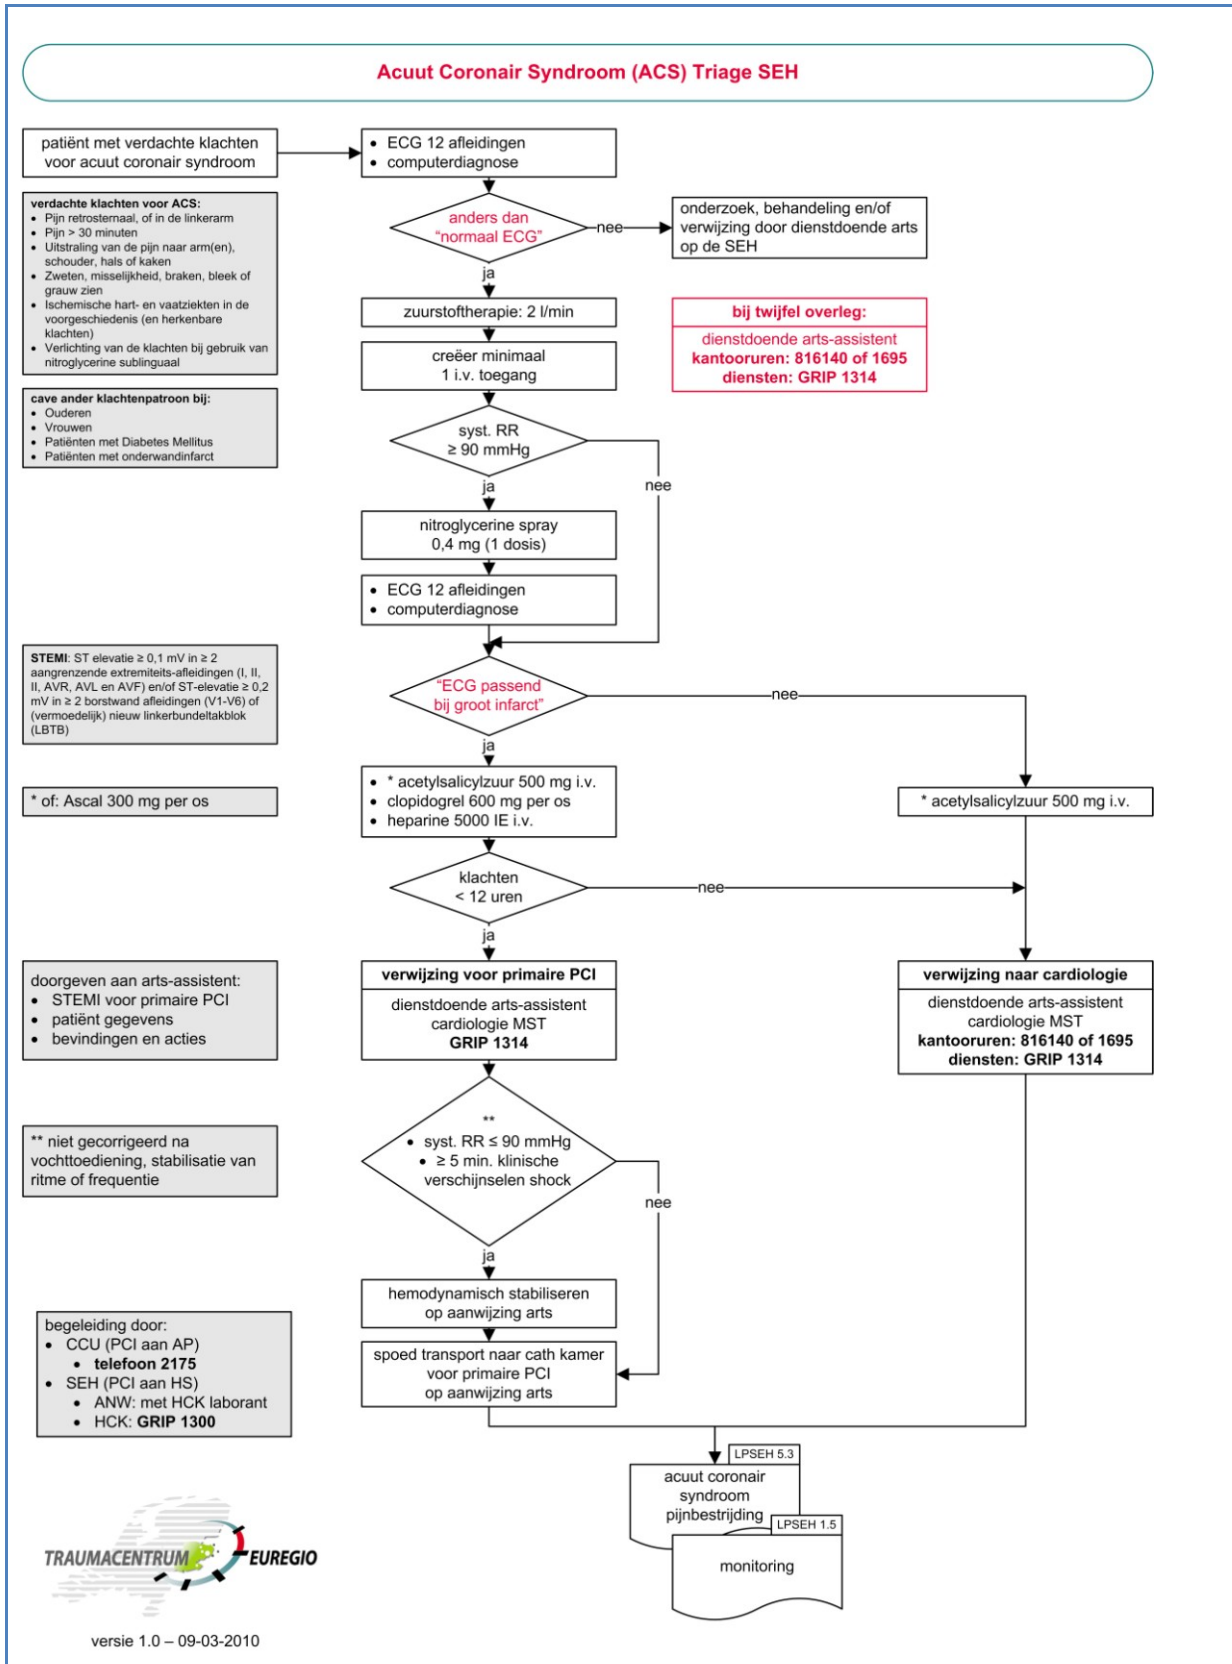 Acuut Coronair Syndroom (ACS) Triage SEH
patiënt met verdachte klachten
voor acuut coronair syndroom
• ECG 12 afleidingen
• computerdiagnose
verdachte klachten voor ACS:
• Pijn retrosternaal, of in de linkerarm
• Pijn > 30 minuten
• Uitstraling van de pijn naar arm(en),
schouder, hals of kaken
• Zweten, misselijkheid, braken, bleek of
grauw zien
• Ischemische hart- en vaatziekten in de
voorgeschiedenis (en herkenbare
klachten)
• Verlichting van de klachten bij gebruik van
nitroglycerine sublinguaal
anders dan
“normaal ECG”
nee
onderzoek, behandeling en/of
verwijzing door dienstdoende arts
op de SEH
ja
zuurstoftherapie: 2 l/min
bij twijfel overleg:
dienstdoende arts-assistent
kantooruren: 816140 of 1695
diensten: GRIP 1314
creëer minimaal
1 i.v. toegang
cave ander klachtenpatroon bij:
• Ouderen
• Vrouwen
• Patiënten met Diabetes Mellitus
• Patiënten met onderwandinfarct
syst. RR
≥ 90 mmHg
ja
nee
nitroglycerine spray
0,4 mg (1 dosis)
• ECG 12 afleidingen
• computerdiagnose
STEMI: ST elevatie ≥ 0,1 mV in ≥ 2
aangrenzende extremiteits-afleidingen (I, II,
II, AVR, AVL en AVF) en/of ST-elevatie ≥ 0,2
mV in ≥ 2 borstwand afleidingen (V1-V6) of
(vermoedelijk) nieuw linkerbundeltakblok
(LBTB)
“ECG passend
bij groot infarct”
nee
ja
* of: Ascal 300 mg per os
• * acetylsalicylzuur 500 mg i.v.
• clopidogrel 600 mg per os
• heparine 5000 IE i.v.
* acetylsalicylzuur 500 mg i.v.
klachten
< 12 uren
nee
ja
doorgeven aan arts-assistent:
• STEMI voor primaire PCI
• patiënt gegevens
• bevindingen en acties
verwijzing voor primaire PCI
dienstdoende arts-assistent
cardiologie MST
GRIP 1314
verwijzing naar cardiologie
dienstdoende arts-assistent
cardiologie MST
kantooruren: 816140 of 1695
diensten: GRIP 1314
** niet gecorrigeerd na
vochttoediening, stabilisatie van
ritme of frequentie
**
• syst. RR ≤ 90 mmHg
• ≥ 5 min. klinische
verschijnselen shock
nee
ja
hemodynamisch stabiliseren
op aanwijzing arts
begeleiding door:
• CCU (PCI aan AP)
• telefoon 2175
• SEH (PCI aan HS)
• ANW: met HCK laborant
• HCK: GRIP 1300
spoed transport naar cath kamer
voor primaire PCI
op aanwijzing arts
LPSEH 5.3
acuut coronair
syndroom
pijnbestrijding
LPSEH 1.5
monitoring
TRAUMACENTRUM EUREGIO
versie 1.0 – 09-03-2010